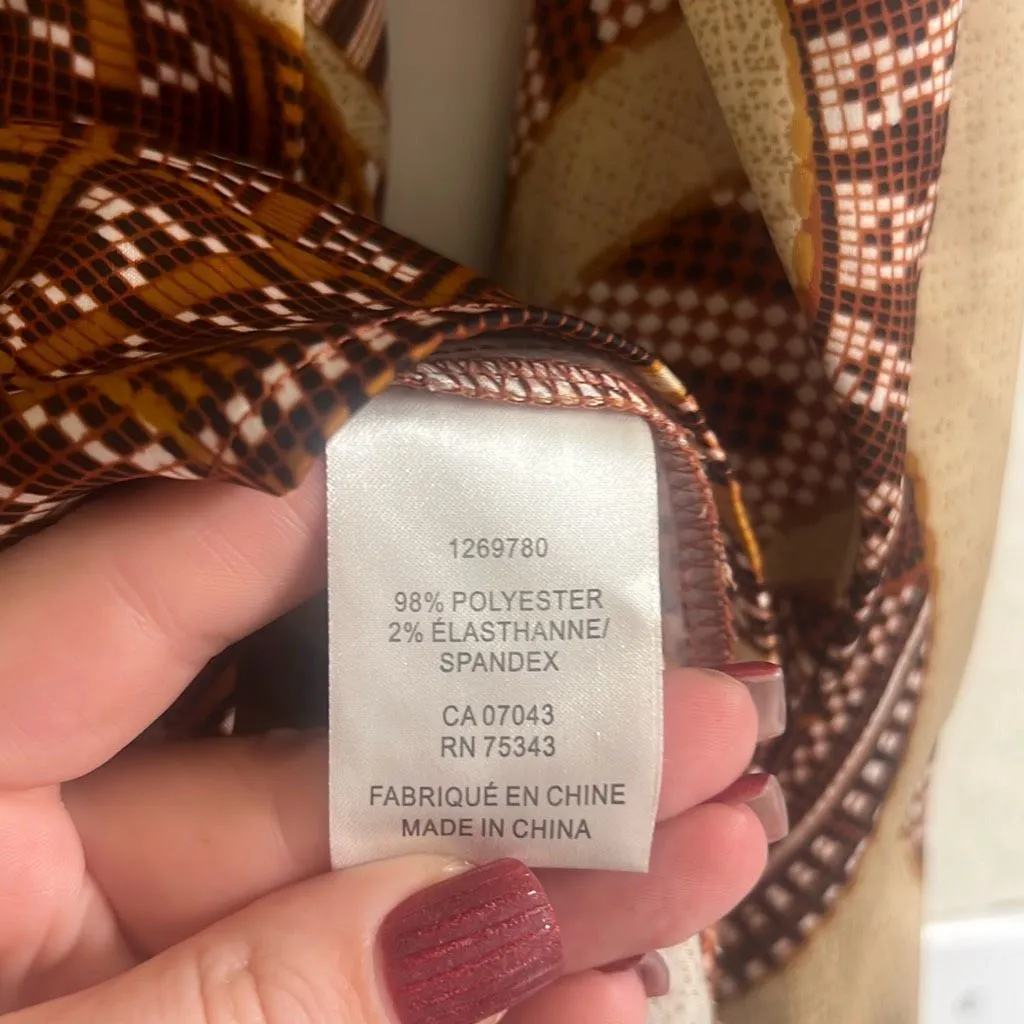 1269780
98% POLYESTER
2% ÉLASTHANNE/
SPANDEX
CA 07043
RN 75343
FABRIQUÉ EN CHINE
MADE IN CHINA